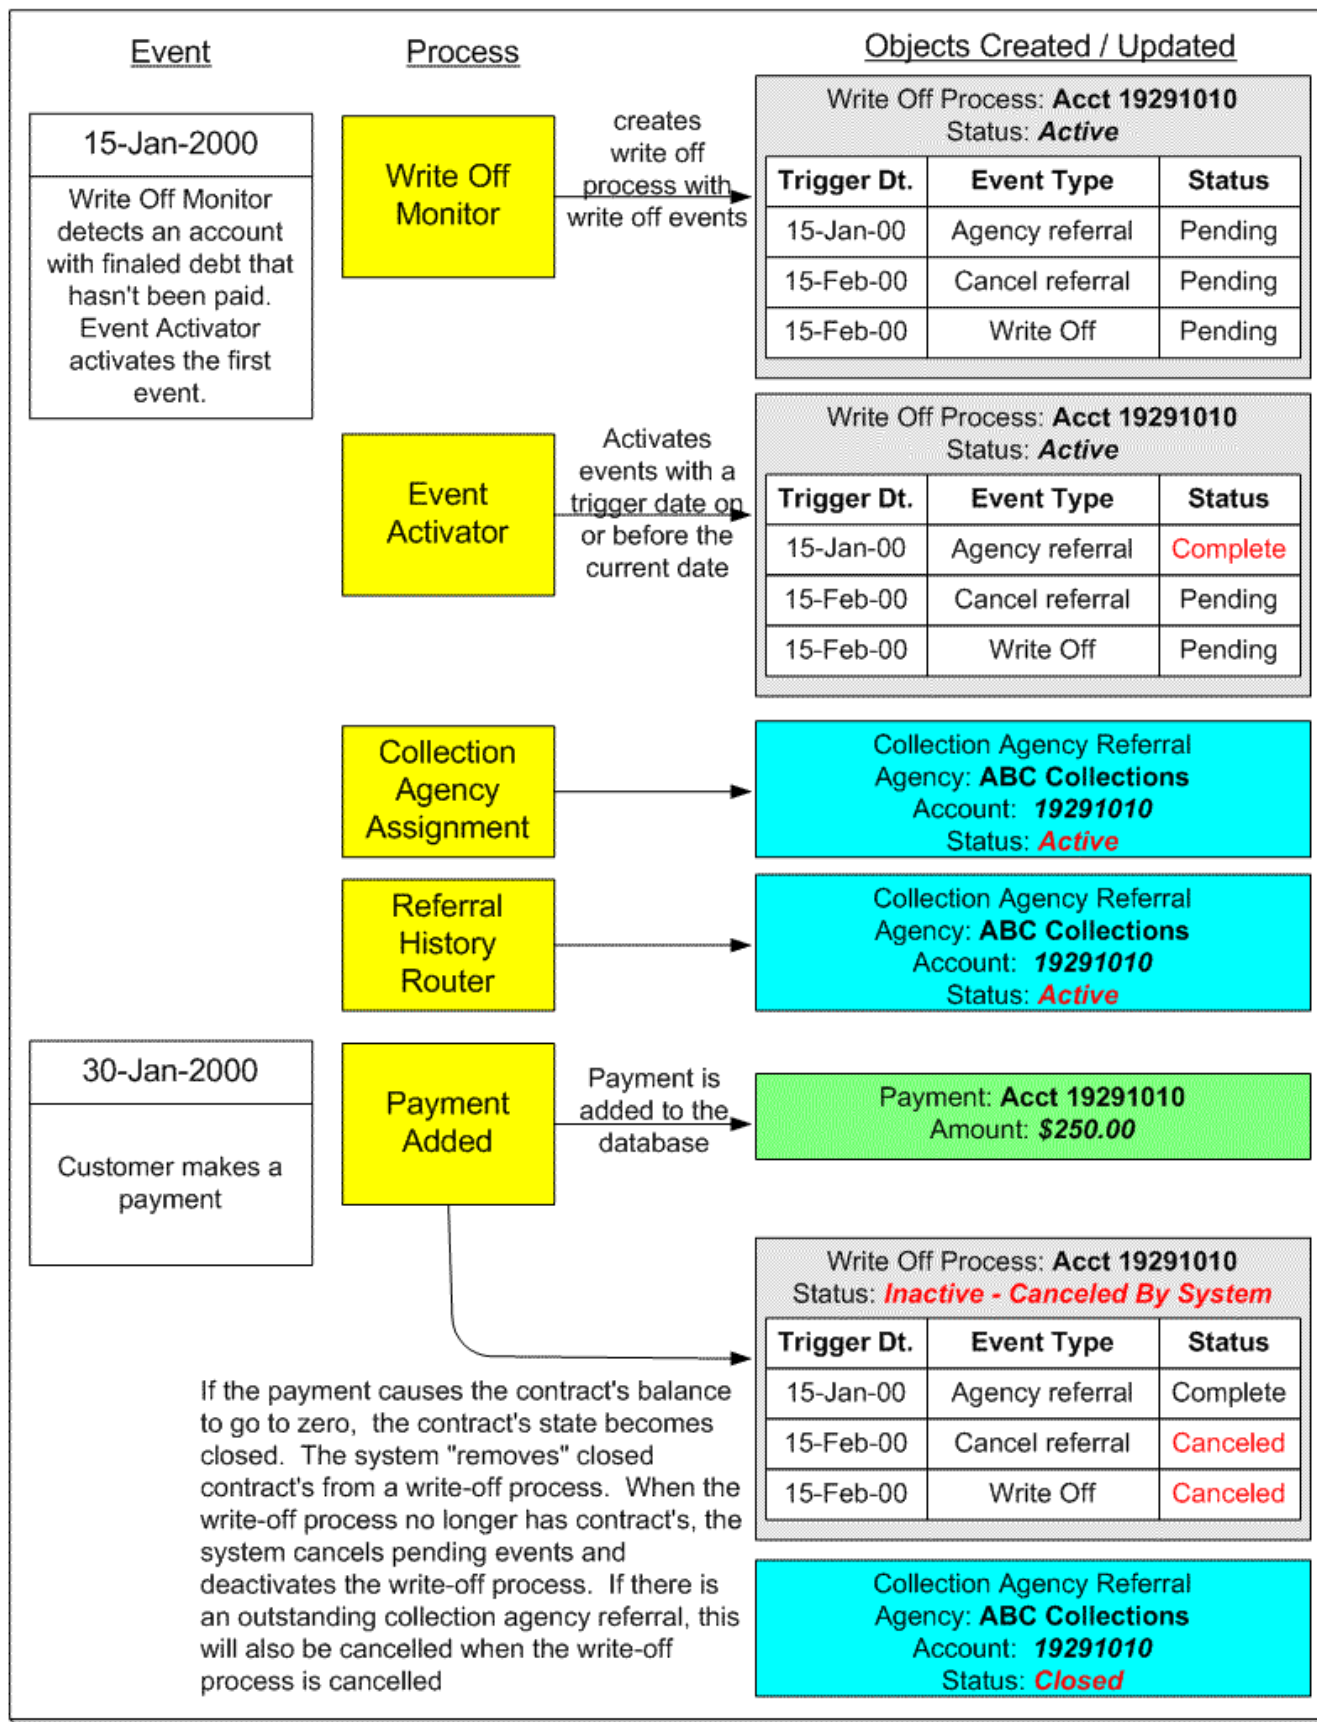 Event
Process
Objects Created / Updated
15-Jan-2000
Write Off Monitor
detects an account
with finaled debt that
hasn't been paid.
Event Activator
activates the first
event.
Write Off
Monitor
creates
write off
process with
write off events
Write Off Process: Acct 19291010
Status: Active
Trigger Dt. Event Type Status
15-Jan-00 Agency referral Pending
15-Feb-00 Cancel referral Pending
15-Feb-00 Write Off Pending
Event
Activator
Activates
events with a
trigger date on
or before the
current date
Write Off Process: Acct 19291010
Status: Active
Trigger Dt. Event Type Status
15-Jan-00 Agency referral Complete
15-Feb-00 Cancel referral Pending
15-Feb-00 Write Off Pending
Collection
Agency
Assignment
Collection Agency Referral
Agency: ABC Collections
Account: 19291010
Status: Active
Referral
History
Router
Collection Agency Referral
Agency: ABC Collections
Account: 19291010
Status: Active
30-Jan-2000
Customer makes a
payment
Payment
Added
Payment is
added to the
database
Payment: Acct 19291010
Amount: $250.00
Write Off Process: Acct 19291010
Status: Inactive - Canceled By System
Trigger Dt. Event Type Status
15-Jan-00 Agency referral Complete
15-Feb-00 Cancel referral Canceled
15-Feb-00 Write Off Canceled
If the payment causes the contract's balance
to go to zero, the contract's state becomes
closed. The system "removes" closed
contract's from a write-off process. When the
write-off process no longer has contract's, the
system cancels pending events and
deactivates the write-off process. If there is
an outstanding collection agency referral, this
will also be cancelled when the write-off
process is cancelled
Collection Agency Referral
Agency: ABC Collections
Account: 19291010
Status: Closed